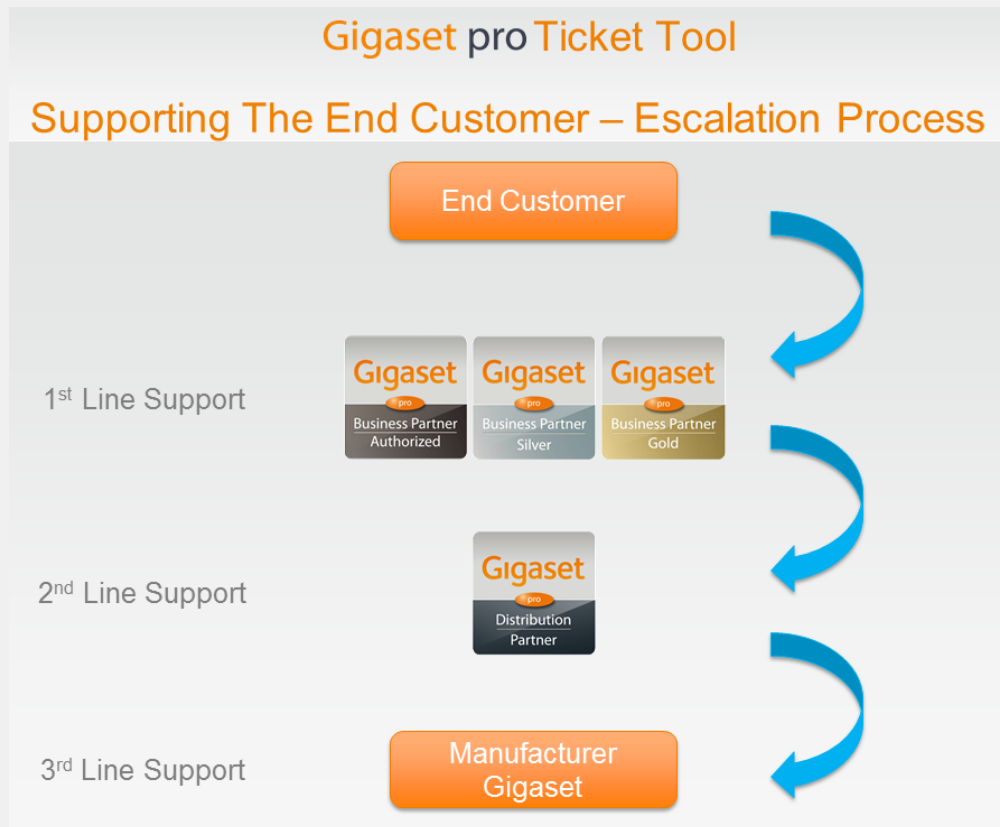 Gigaset pro Ticket Tool
Supporting The End Customer – Escalation Process
End Customer
1st Line Support
Gigaset
pro
Business Partner
Authorized
Gigaset
pro
Business Partner
Silver
Gigaset
pro
Business Partner
Gold
2nd Line Support
Gigaset
pro
Distribution
Partner
3rd Line Support
Manufacturer
Gigaset